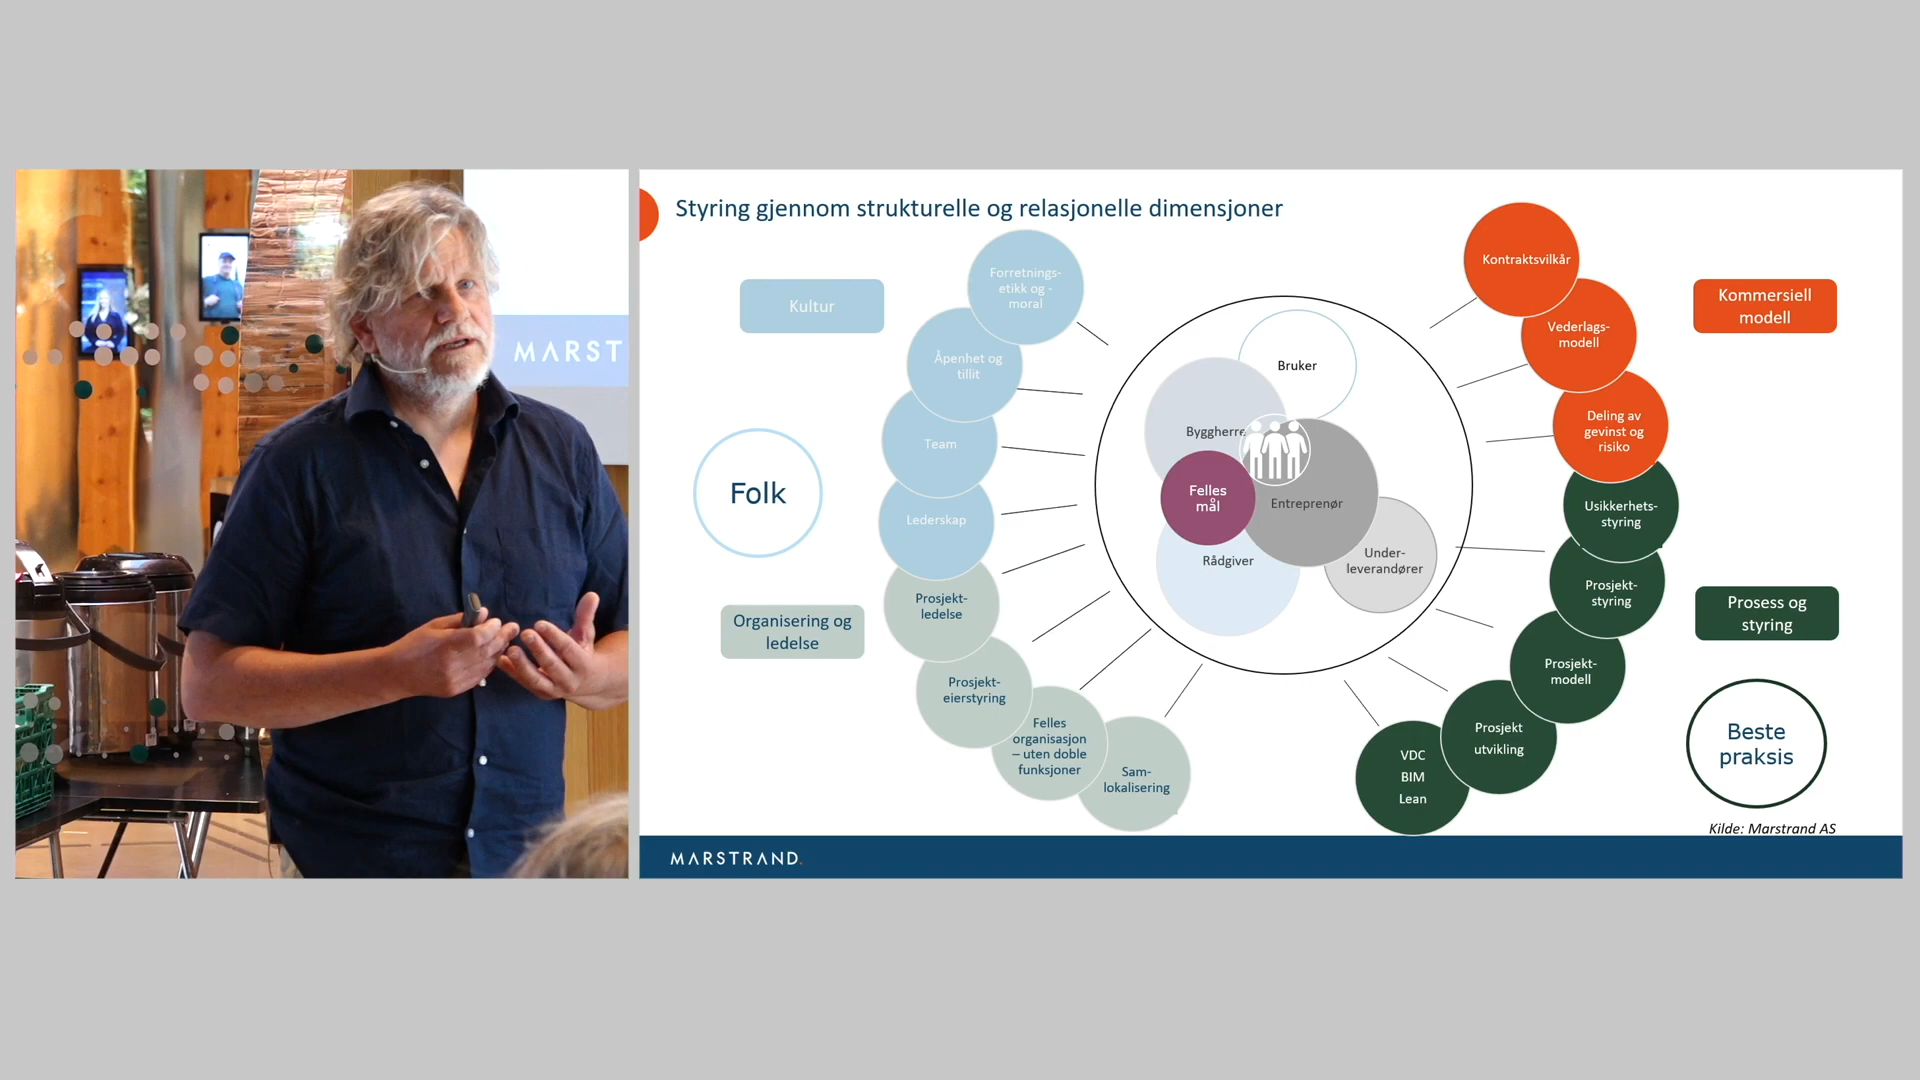 MARST
Styring gjennom strukturelle og relasjonelle dimensjoner
Kultur
Folk
Organisering og
ledelse
Forretnings-
etikk og -
moral
Åpenhet og
tillit
Team
Lederskap
Prosjekt-
ledelse
Prosjekt-
eierstyring
Felles
organisasjon
– uten doble
funksjoner
Sam-
lokalisering
Bruker
Byggherre
Felles
mål
Entreprenør
Rådgiver
Under-
leverandører
Kontraktsvilkår
Vederlags-
modell
Deling av
gevinst og
risiko
Usikkerhets-
styring
Prosjekt-
styring
Prosjekt-
modell
Prosjekt
utvikling
VDC
BIM
Lean
Kommersiell
modell
Prosess og
styring
Beste
praksis
Kilde: Marstrand AS
MARSTRAND.